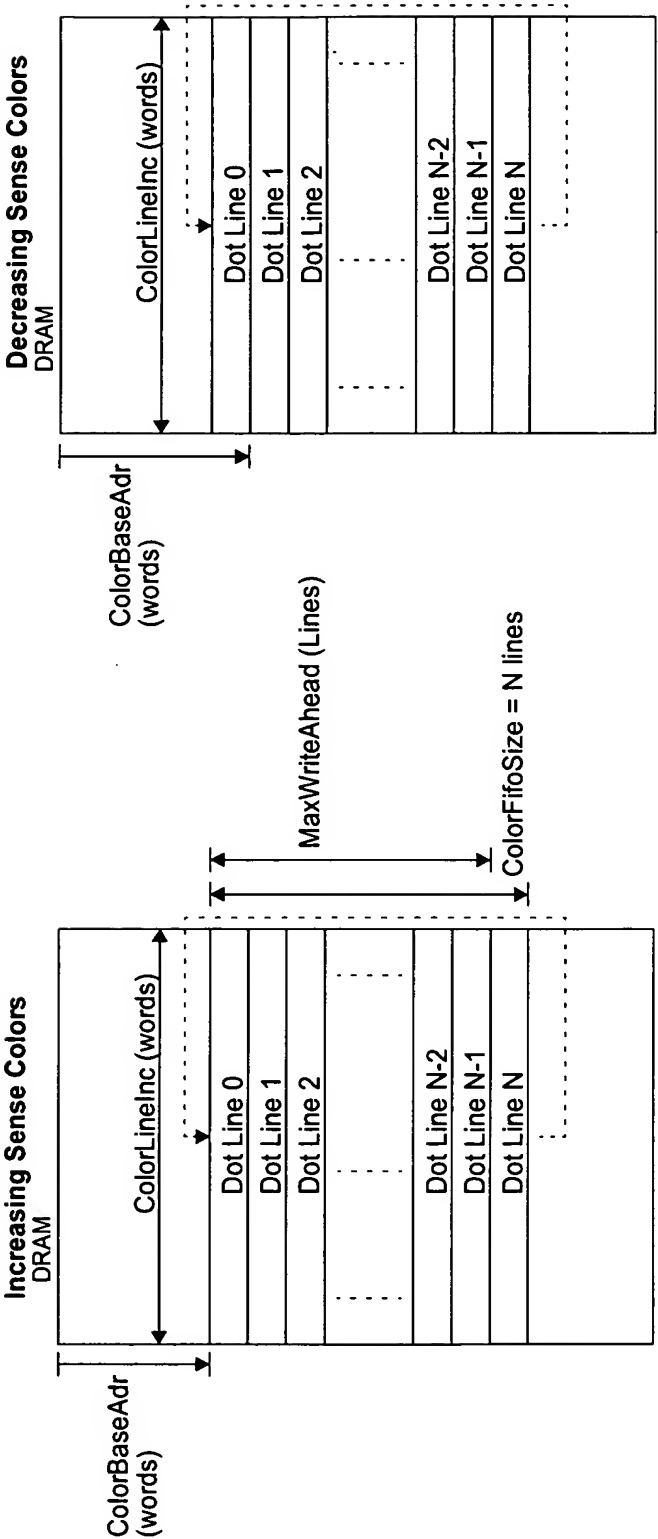 Increasing Sense Colors
DRAM
ColorBaseAdr
(words)
ColorLineInc (words)
Dot Line 0
Dot Line 1
Dot Line 2
Dot Line N-2
Dot Line N-1
Dot Line N
MaxWriteAhead (Lines)
ColorFifoSize = N lines
Decreasing Sense Colors
DRAM
ColorBaseAdr
(words)
ColorLineInc (words)
Dot Line 0
Dot Line 1
Dot Line 2
Dot Line N-2
Dot Line N-1
Dot Line N